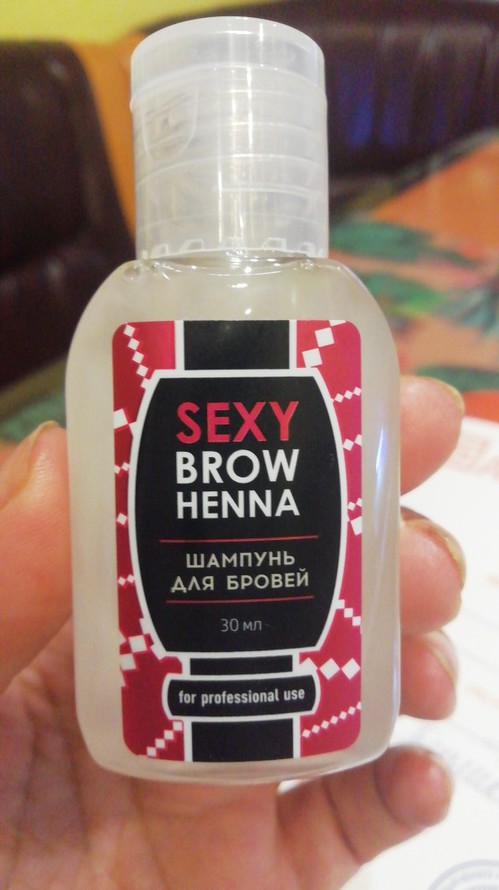 SEXY
BROW
HENNA
ШАМПУНЬ
ДЛЯ БРОВЕЙ
30 мл
for professional use